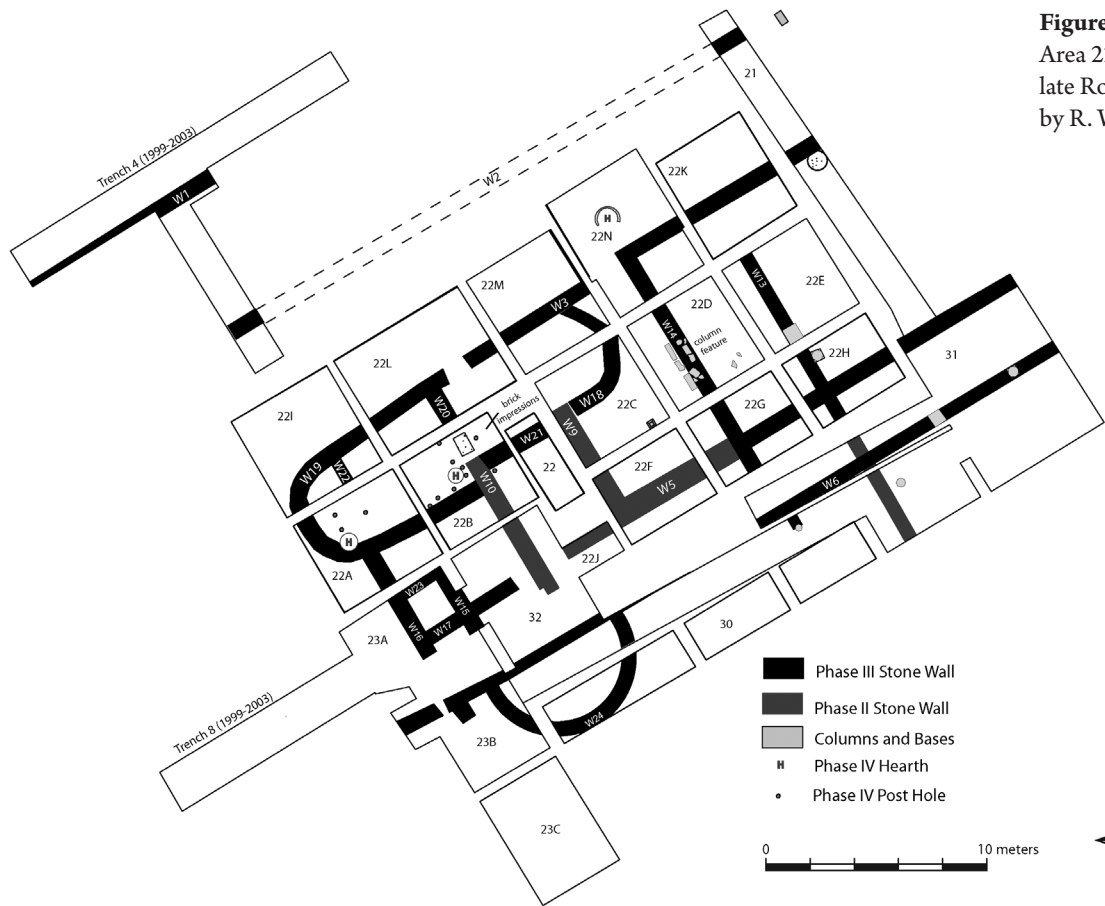 Figure
Area 2
late Ro
by R. W
21
Trench 4 (1999-2003)
W1
W2
22K
H
22N
22M
W3
22E
W13
22D
W14
column
feature
22L
22H
31
W20
brick
impressions
22I
W18
22C
W9
22G
W21
W19
W22
H
W10
22
22F
W5
W6
22B
H
22J
22A
W23
W15
32
W16
W17
23A
30
Trench 8 (1999-2003)
W24
23B
23C
Phase III Stone Wall
Phase II Stone Wall
Columns and Bases
H Phase IV Hearth
Phase IV Post Hole
0 10 meters